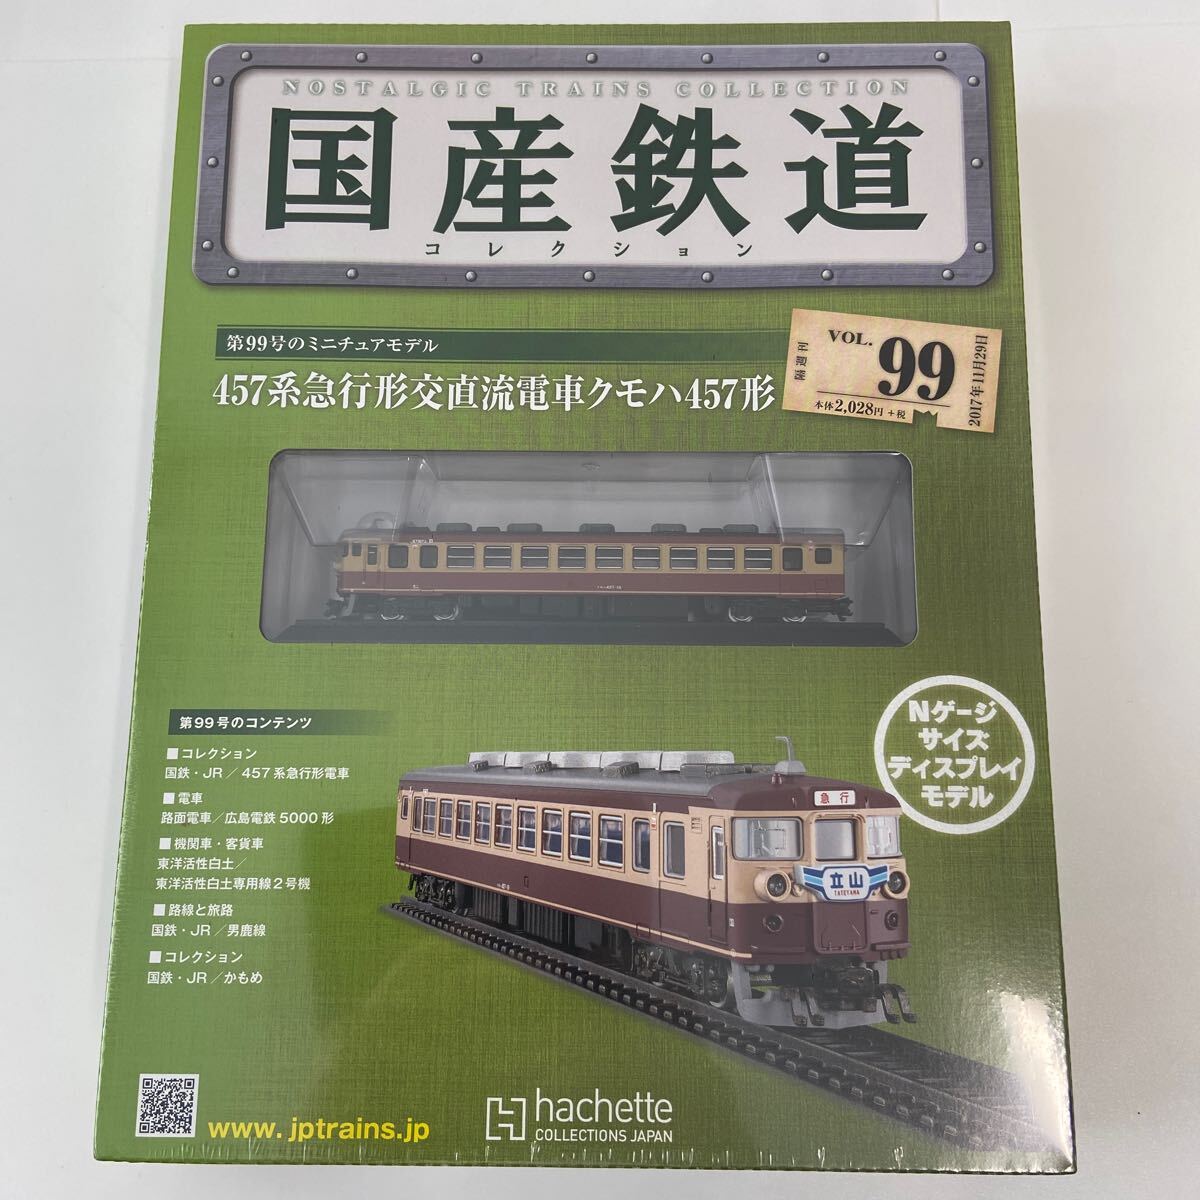 NOSTALGIC TRAINS COLLECTION
国産鉄道
コレクション
第99号のミニチュアモデル
457系急行形交直流電車クモハ457形
隔週刊
VOL. 99
本体2,028円+税
2017年11月29日
第99号のコンテンツ
■コレクション
国鉄・JR/457系急行形電車
■電車
路面電車/広島電鉄5000形
■機関車・客貨車
東洋活性白土/
東洋活性白土専用線2号機
■路線と旅路
国鉄・JR/男鹿線
■コレクション
国鉄・JR/かもめ
Nゲージ
サイズ
ディスプレイ
モデル
急行
立山
TATEYAMA
www.jptrains.jp
hachette
COLLECTIONS JAPAN